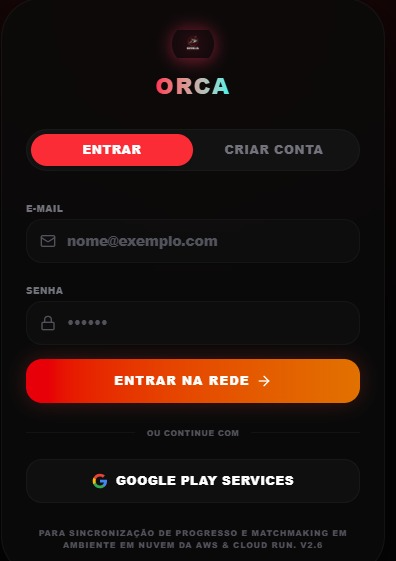 ORCA
ENTRAR
CRIAR CONTA
E-MAIL
nome@exemplo.com
SENHA
••••••
ENTRAR NA REDE →
OU CONTINUE COM
GOOGLE PLAY SERVICES
PARA SINCRONIZAÇÃO DE PROGRESSO E MATCHMAKING EM
AMBIENTE EM NUVEM DA AWS & CLOUD RUN. V2.6